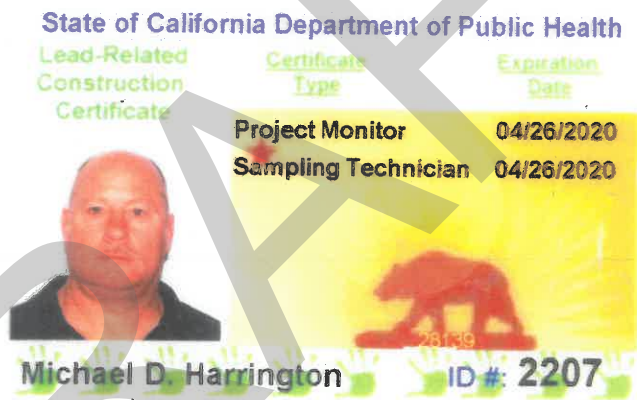 State of California Department of Public Health
Lead-Related
Construction
Certificate
Certificate
Type
Expiration
Date
Project Monitor 04/26/2020
Sampling Technician 04/26/2020
28139
Michael D. Harrington ID #: 2207